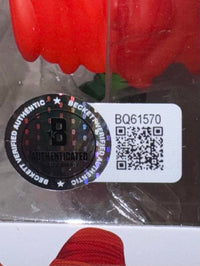 BECKETT VERIFIED AUTHENTIC
BECKETT VERIFIED AUTHENTIC
B
AUTHENTICATED
BQ61570